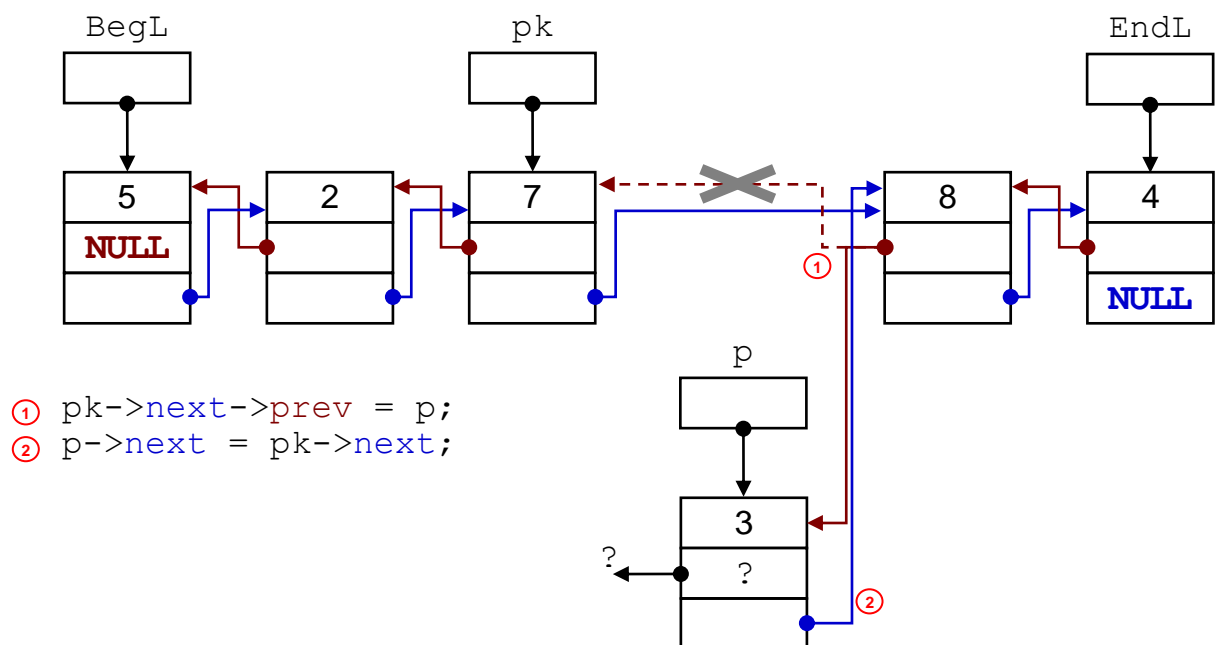 BegL pk EndL
5 2 7 8 4
NULL
1
NULL
p
1 pk->next->prev = p;
2 p->next = pk->next;
3
? ?
2